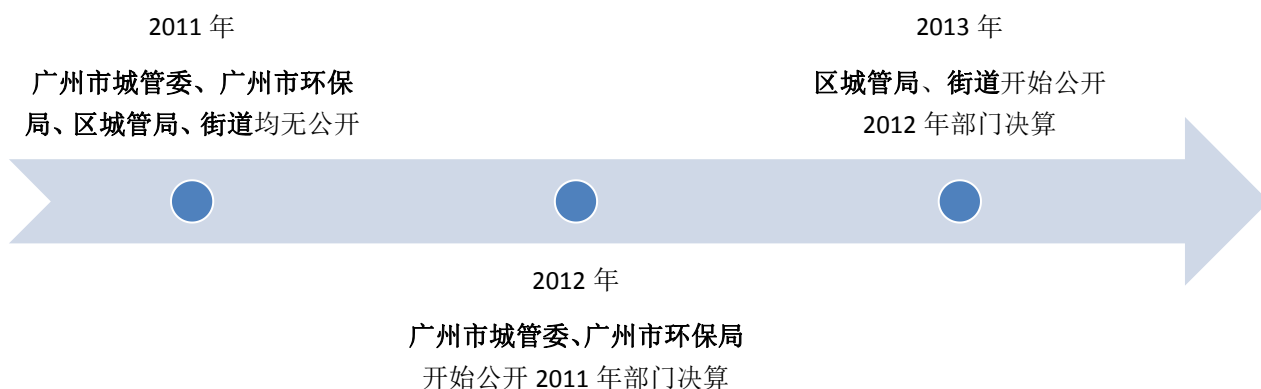 2011 年
广州市城管委、广州市环保
局、区城管局、街道均无公开
2012 年
广州市城管委、广州市环保局
开始公开 2011 年部门决算
2013 年
区城管局、街道开始公开
2012 年部门决算